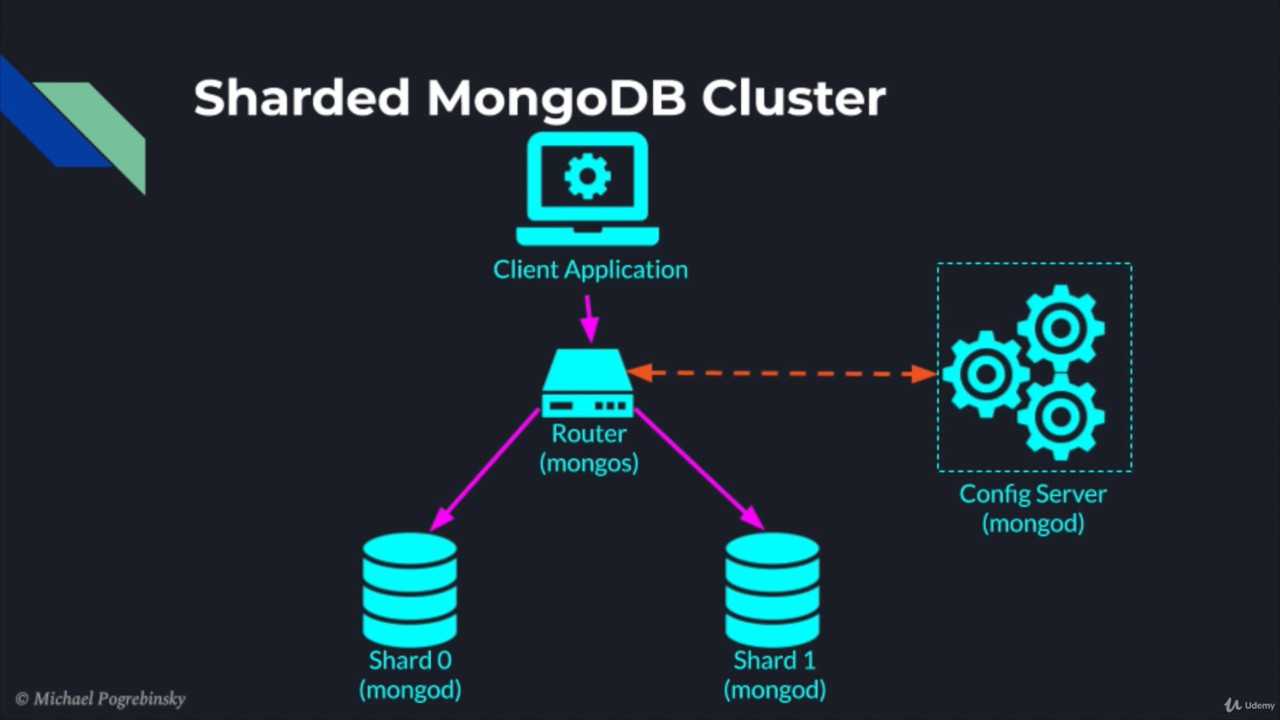 Sharded MongoDB Cluster
Client Application
Router
(mongos)
Config Server
(mongod)
Shard 0
(mongod)
Shard 1
(mongod)
© Michael Pogrebinsky
Udemy